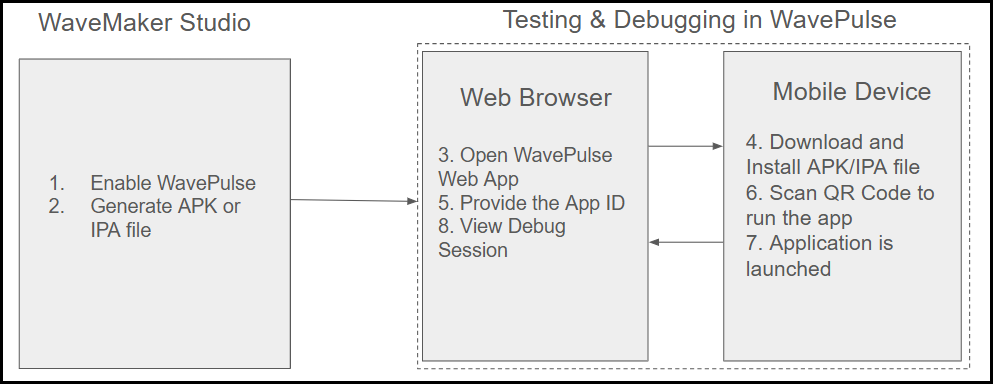 WaveMaker Studio
1. Enable WavePulse
2. Generate APK or
IPA file
Testing & Debugging in WavePulse
Web Browser
3. Open WavePulse
Web App
5. Provide the App ID
8. View Debug
Session
Mobile Device
4. Download and
Install APK/IPA file
6. Scan QR Code to
run the app
7. Application is
launched